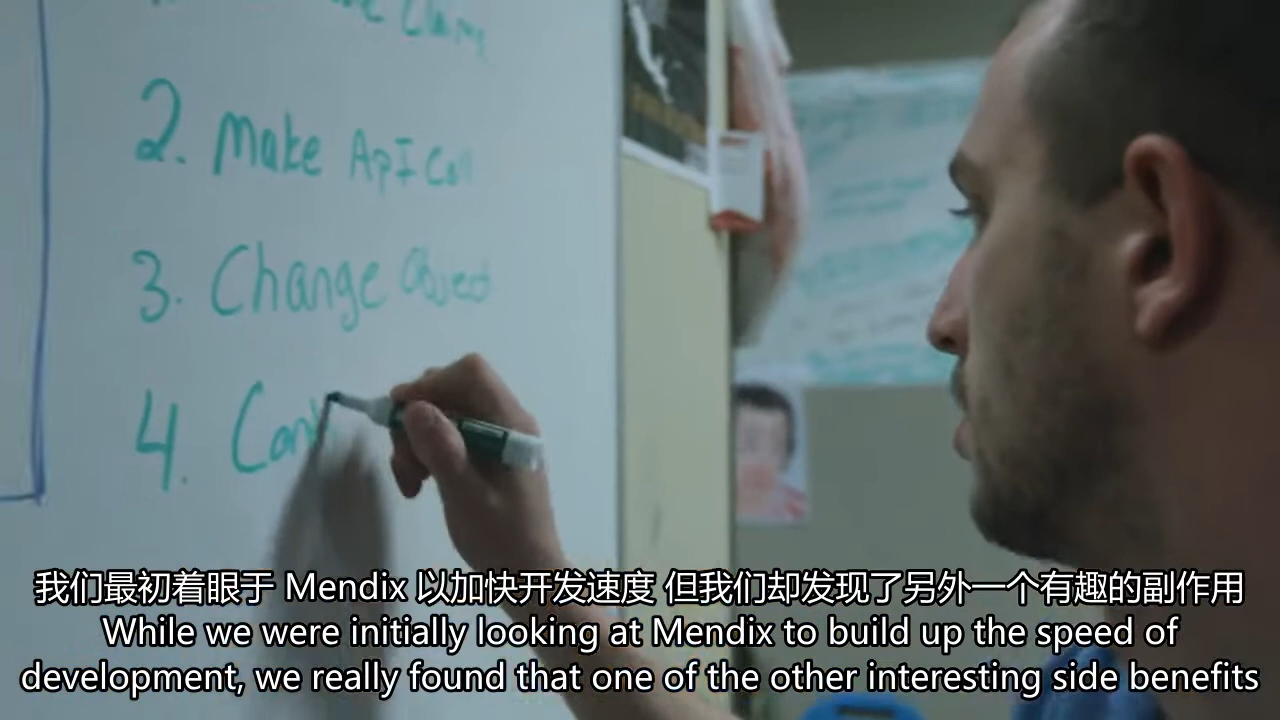 2. Make ApI Call
3. Change Object
4. Con
我们最初着眼于 Mendix 以加快开发速度 但我们却发现了另外一个有趣的副作用
While we were initially looking at Mendix to build up the speed of
development, we really found that one of the other interesting side benefits